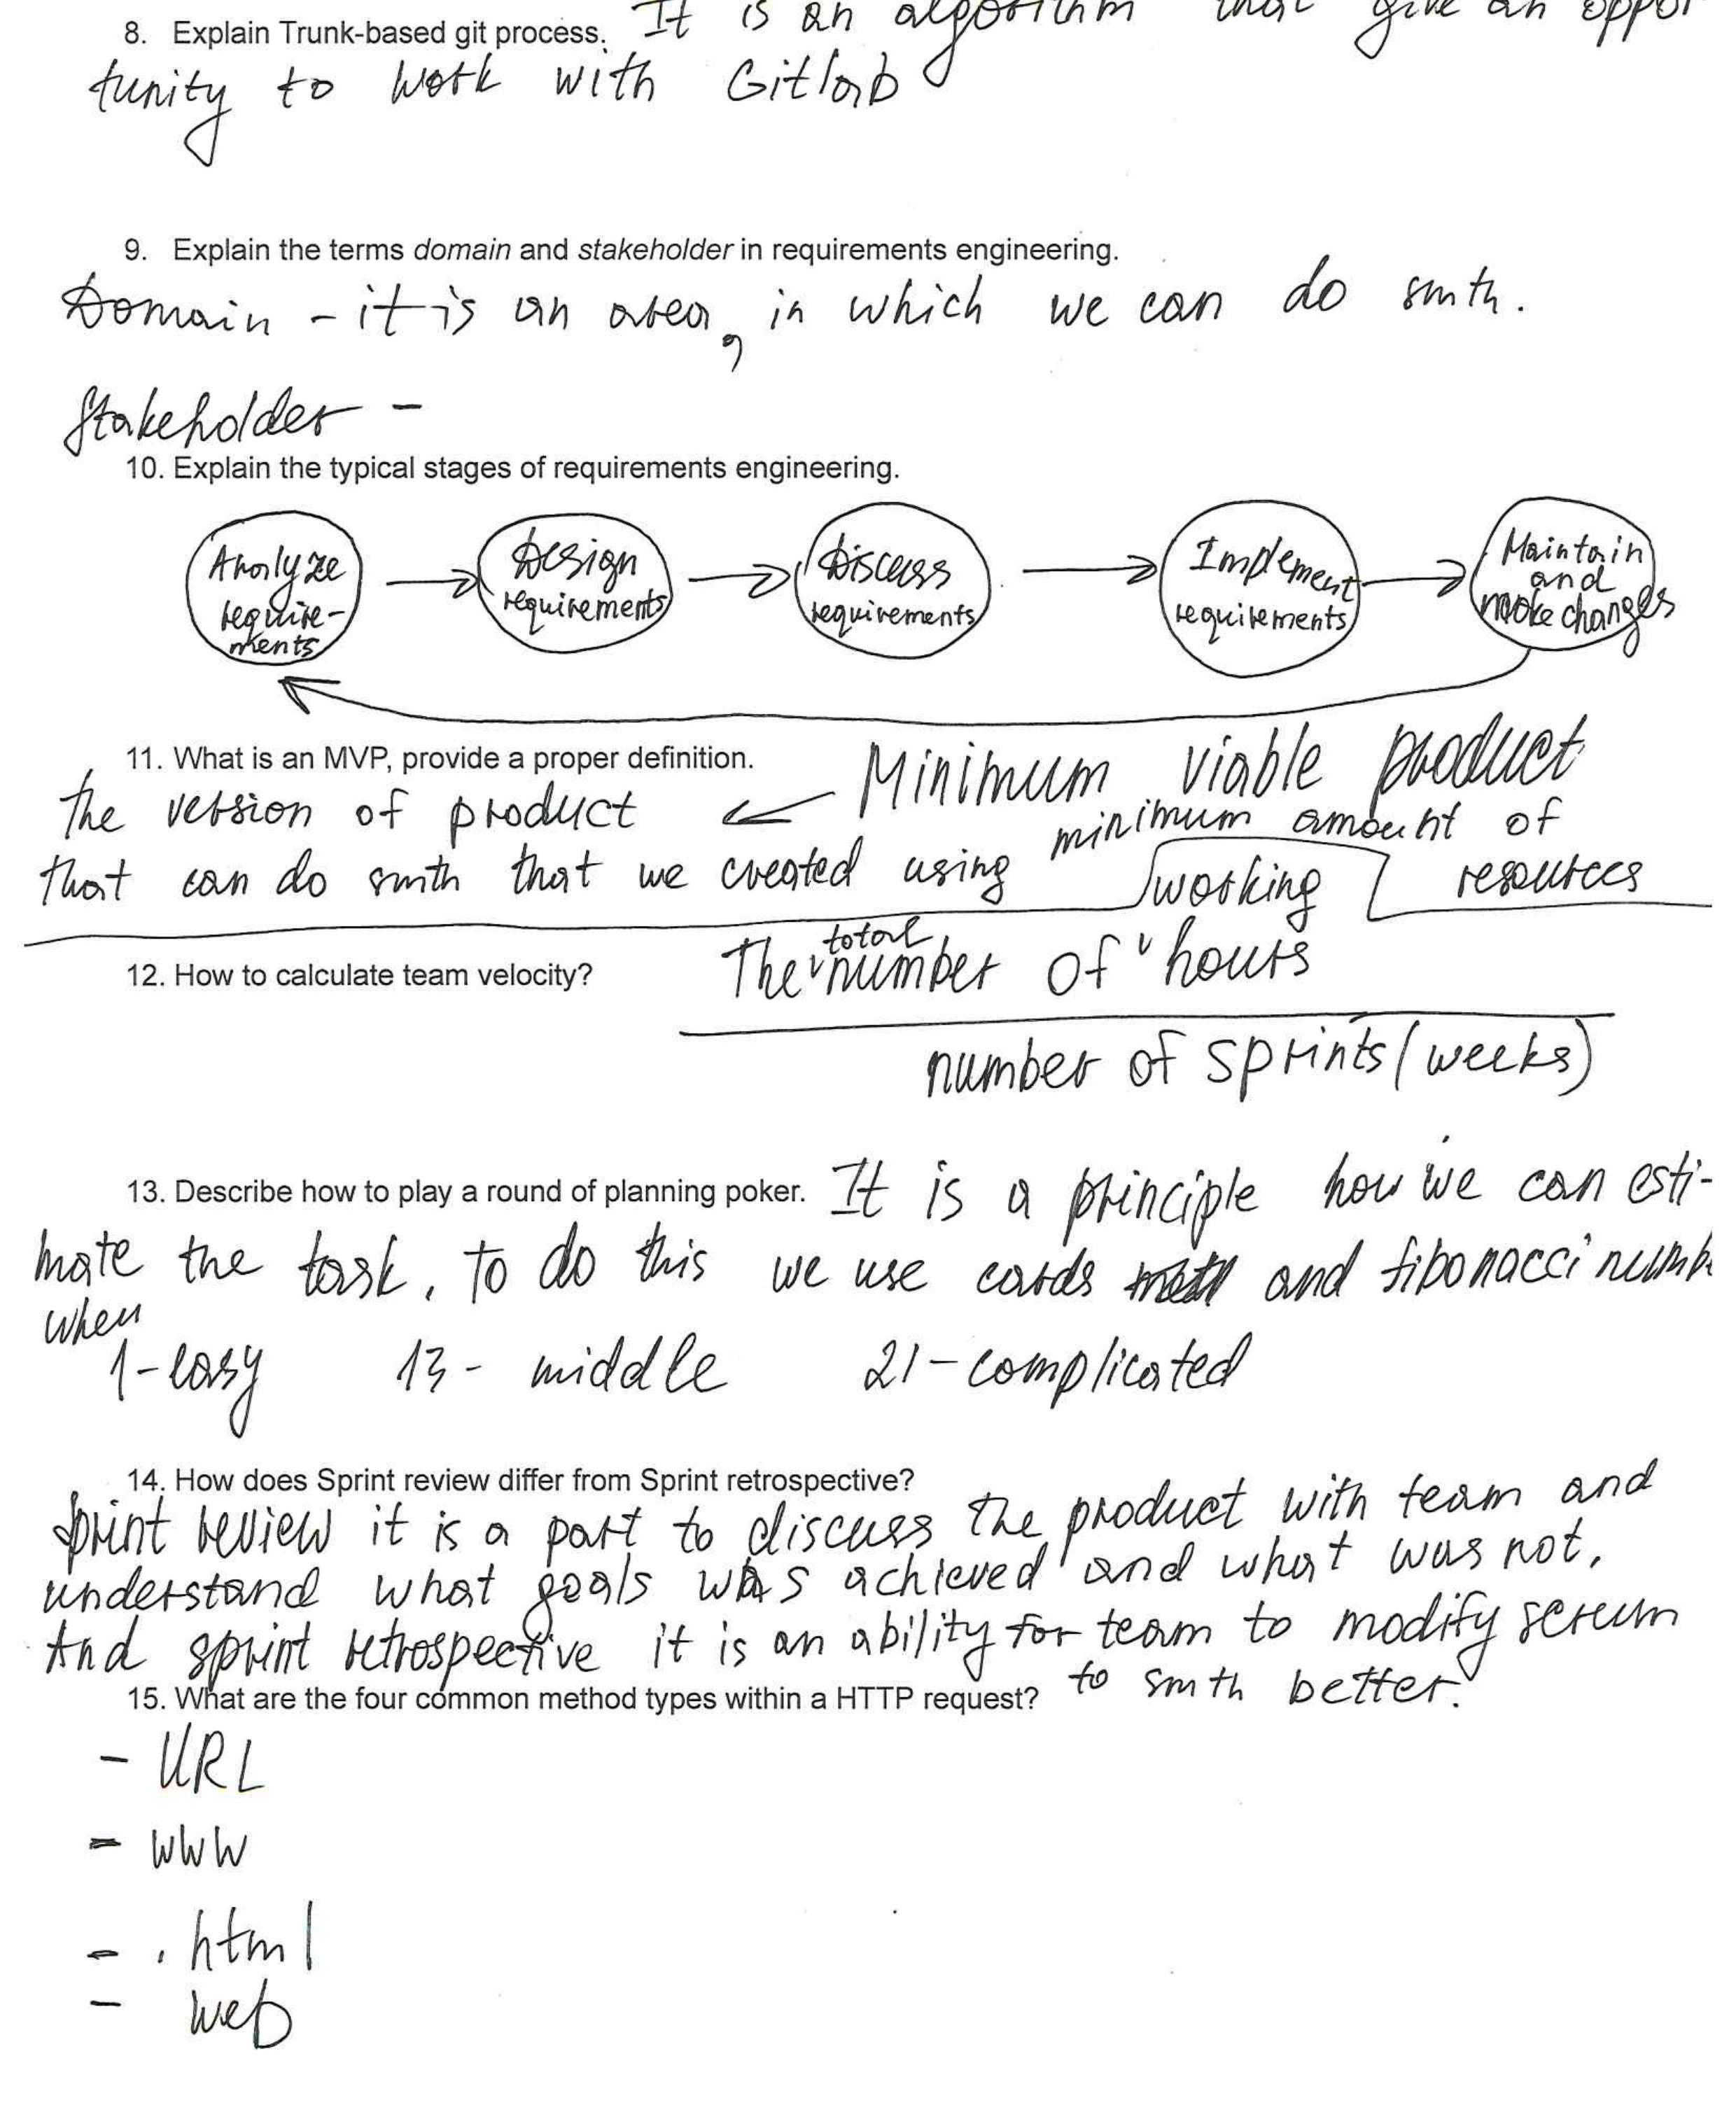 8. Explain Trunk-based git process. It is an algorithm that give an oppor
tunity to work with Gitlab
9. Explain the terms domain and stakeholder in requirements engineering.
Domain - it is an area, in which we can do smth.
Stakeholder -
10. Explain the typical stages of requirements engineering.
Analyze
require-
ments
Design
requirements
Discuss
requirements
Implement
requirements
Maintain
and
make changes
11. What is an MVP, provide a proper definition. Minimum viable product
the version of product
that can do smth that we created using minimum amount of
resources
12. How to calculate team velocity? The total number of working hours
number of sprints (weeks)
13. Describe how to play a round of planning poker. It is a principle how we can esti-
mate the task, to do this we use cards and fibonacci numb
when
1-easy 13- middle 21-complicated
14. How does Sprint review differ from Sprint retrospective?
Sprint review it is a part to discuss the product with team and
understand what goals was achieved and what was not.
And sprint retrospective it is an ability for team to modify scrum
to smth better.
15. What are the four common method types within a HTTP request?
- URL
- www
- .html
- web